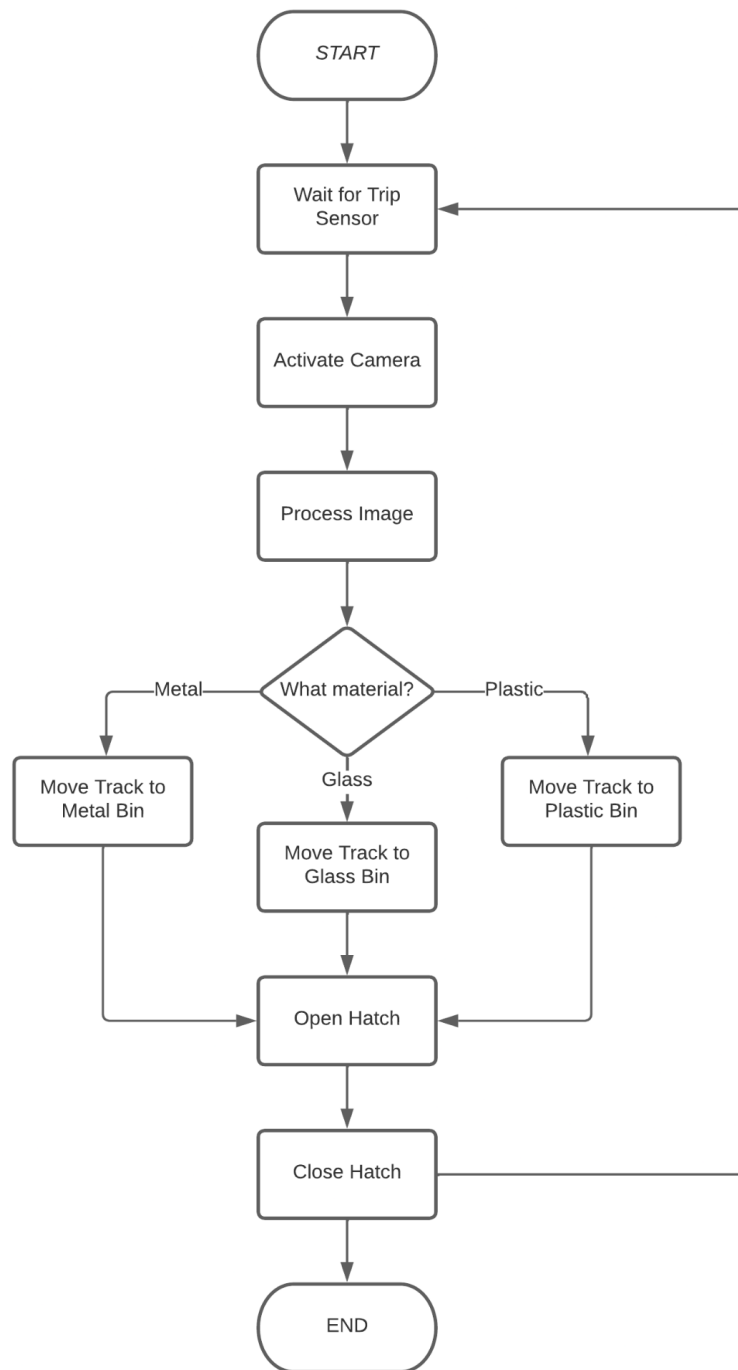 START
Wait for Trip
Sensor
Activate Camera
Process Image
What material?
Metal
Plastic
Glass
Move Track to
Metal Bin
Move Track to
Plastic Bin
Move Track to
Glass Bin
Open Hatch
Close Hatch
END